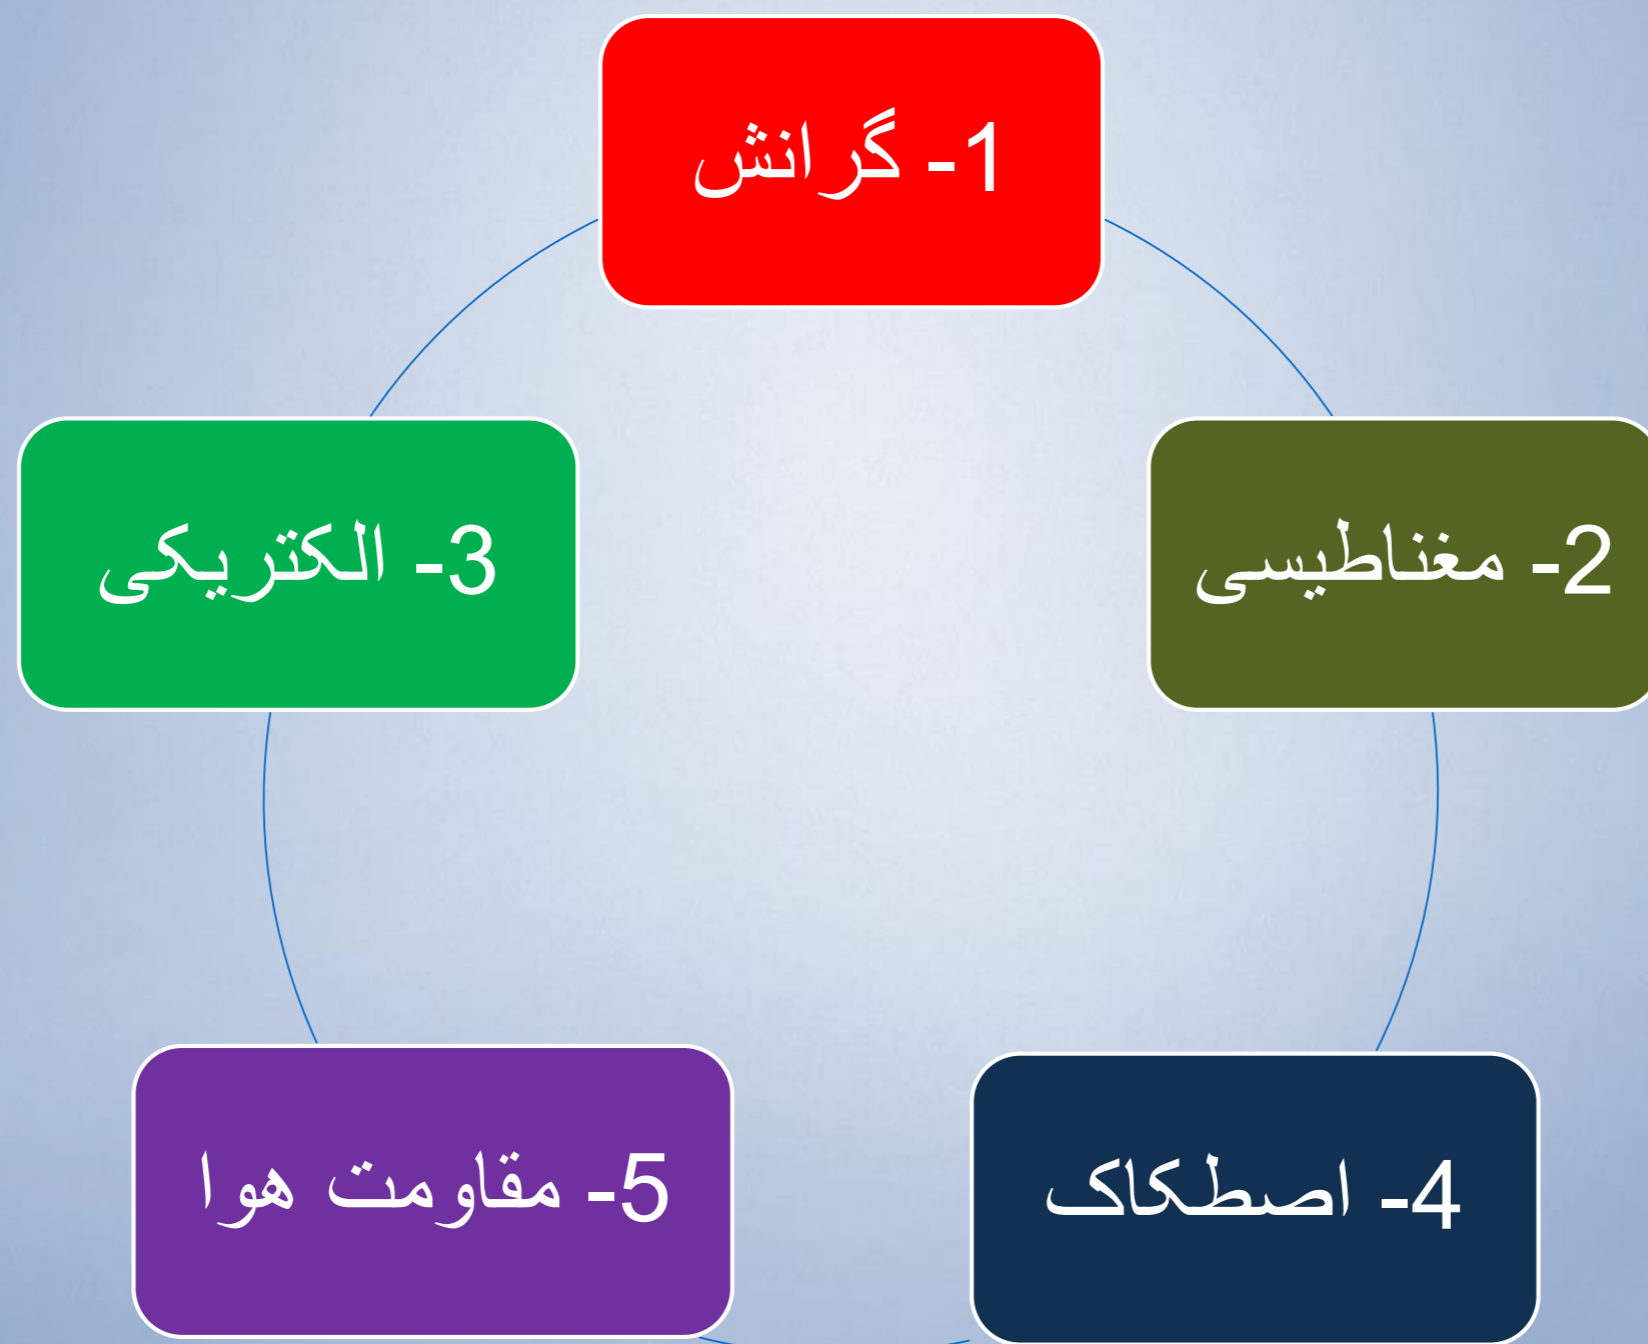 1- گرانش
2- مغناطیسی
3- الکتریکی
4- اصطکاک
5- مقاومت هوا